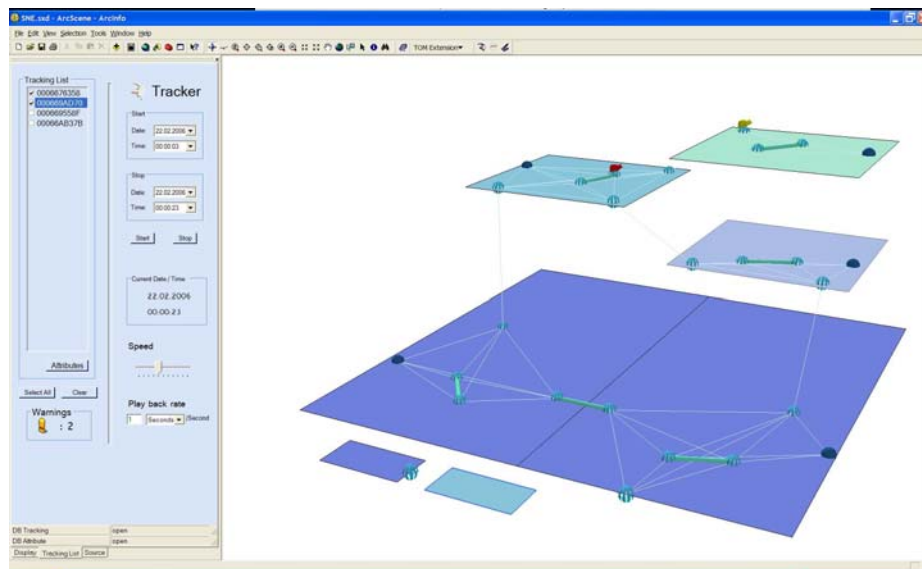 SNE.sxd - ArcScene - ArcInfo
File Edit View Selection Tools Window Help
TOM Extension
Tracking List
0006676358
000669AD70
000669558F
00066AB37B
Attributes
Select All Clear
Warnings
: 2
Tracker
Start
Date: 22.02.2006
Time: 00:00:03
Stop
Date: 22.02.2006
Time: 00:00:23
Start Stop
Current Date / Time
22.02.2006
00:00:23
Speed
Play back rate
1 Seconds /Second
DB Tracking open
DB Attribute open
Display Tracking List Source